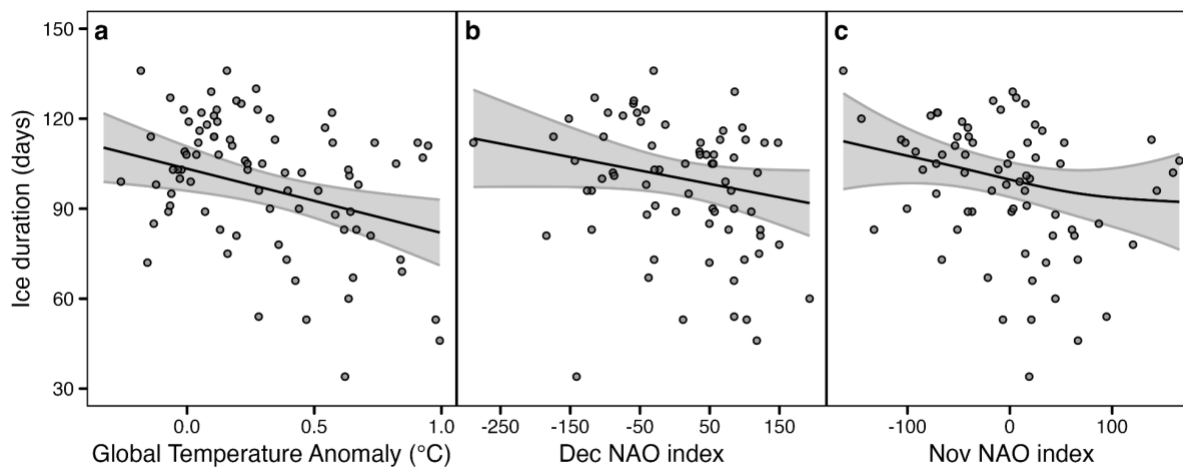 a b c
150
120
90
60
30
Ice duration (days)
0.0 0.5 1.0
-250 -150 -50 50 150
-100 0 100
Global Temperature Anomaly (°C)
Dec NAO index
Nov NAO index